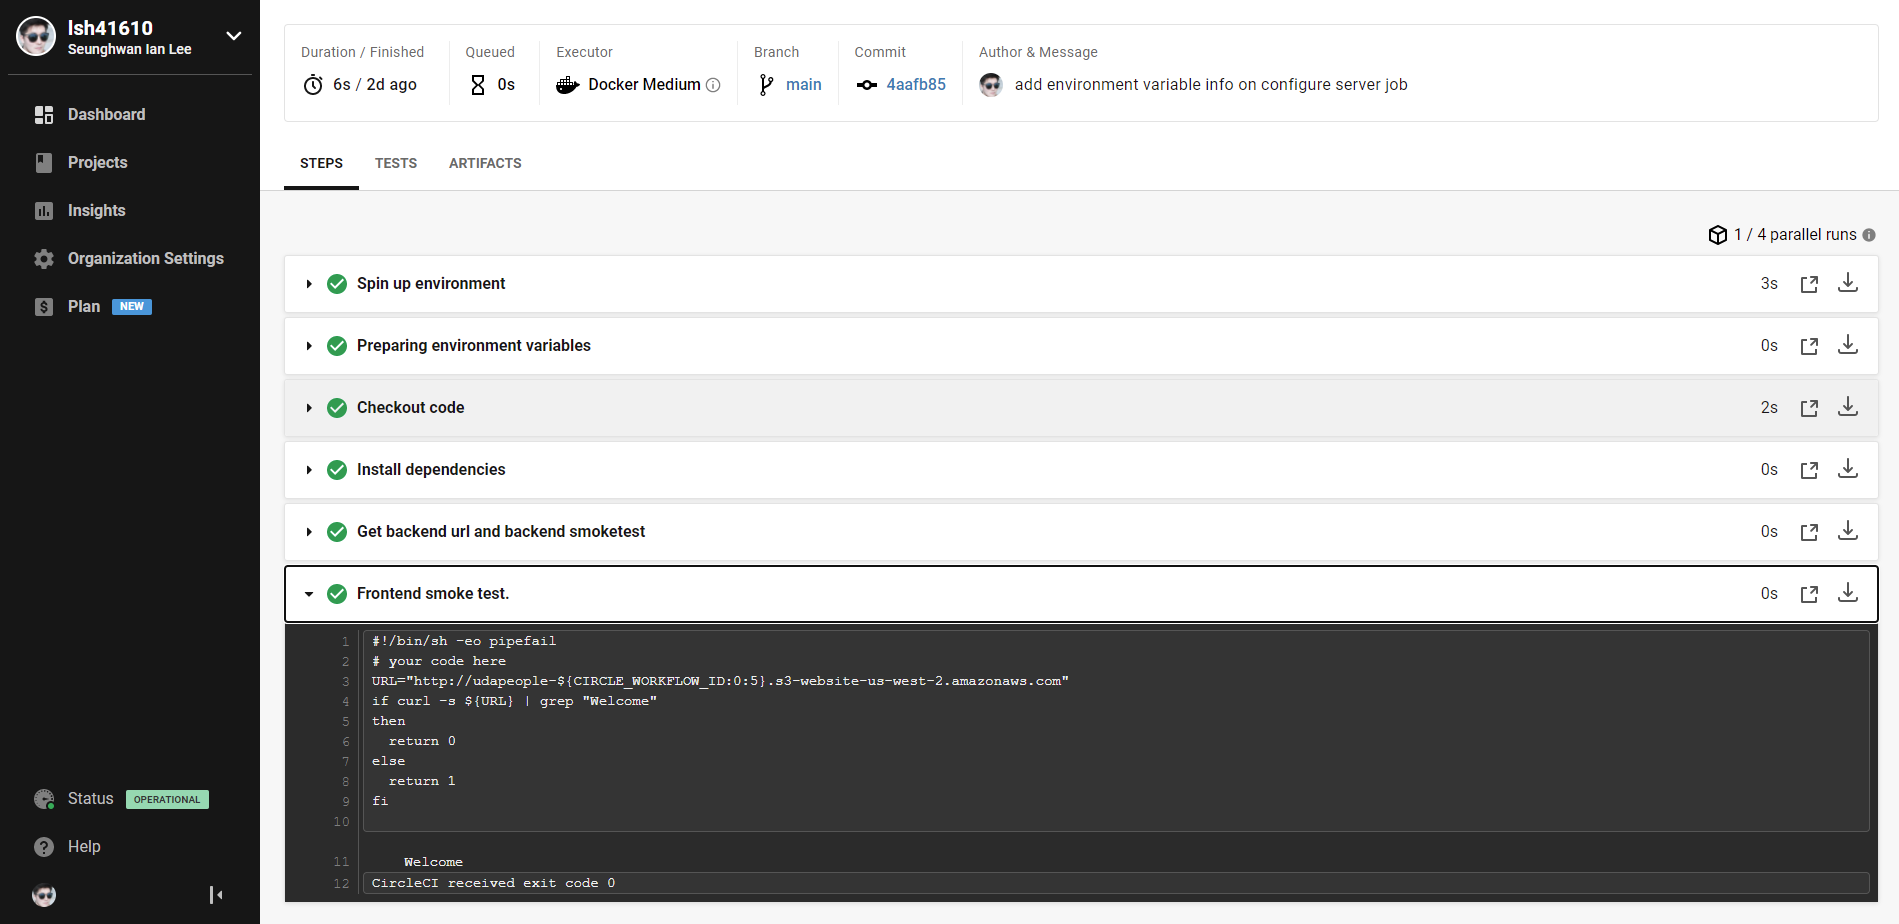 lsh41610
Seunghwan Ian Lee
Dashboard
Projects
Insights
Organization Settings
Plan NEW
Status OPERATIONAL
Help
Duration / Finished
6s / 2d ago
Queued
0s
Executor
Docker Medium
Branch
main
Commit
4aafb85
Author & Message
add environment variable info on configure server job
STEPS TESTS ARTIFACTS
1 / 4 parallel runs
Spin up environment 3s
Preparing environment variables 0s
Checkout code 2s
Install dependencies 0s
Get backend url and backend smoketest 0s
Frontend smoke test. 0s
1 #!/bin/sh -eo pipefail
2 # your code here
3 URL="http://udapeople-${CIRCLE_WORKFLOW_ID:0:5}.s3-website-us-west-2.amazonaws.com"
4 if curl -s ${URL} | grep "Welcome"
5 then
6 return 0
7 else
8 return 1
9 fi
10
11 Welcome
12 CircleCI received exit code 0